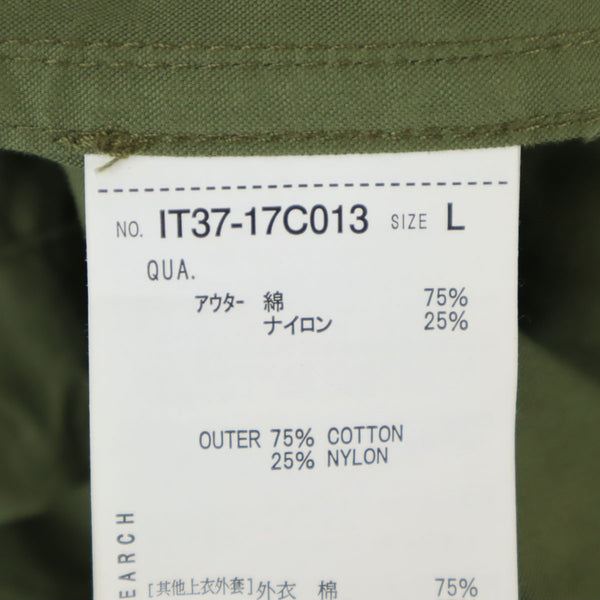 NO. IT37-17C013 SIZE L
QUA.
アウター 綿 75%
ナイロン 25%
OUTER 75% COTTON
25% NYLON
EARCH
[其他上衣外套] 外衣 棉 75%